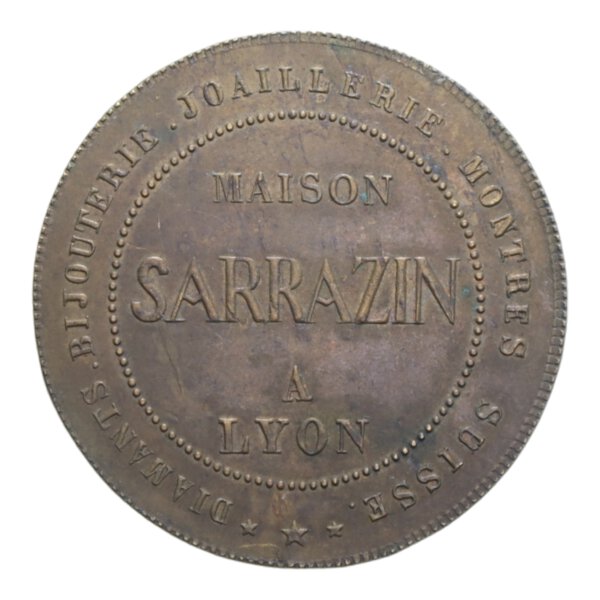 DIAMANTS. BIJOUTERIE. JOAILLERIE. MONTRES SUISSE.
MAISON
SARRAZIN
A
LYON